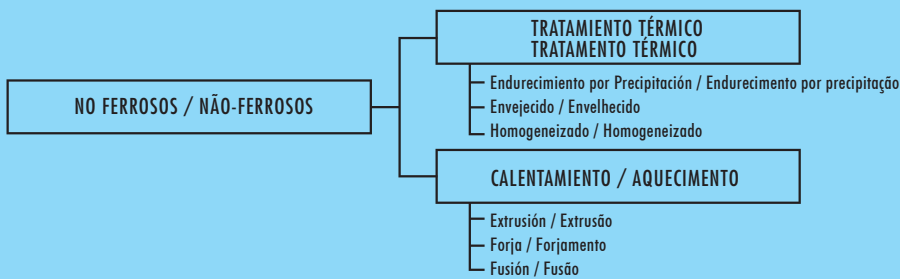 NO FERROSOS / NÃO-FERROSOS
TRATAMIENTO TÉRMICO
TRATAMENTO TÉRMICO
Endurecimiento por Precipitación / Endurecimento por precipitação
Envejecido / Envelhecido
Homogeneizado / Homogeneizado
CALENTAMIENTO / AQUECIMENTO
Extrusión / Extrusão
Forja / Forjamento
Fusión / Fusão